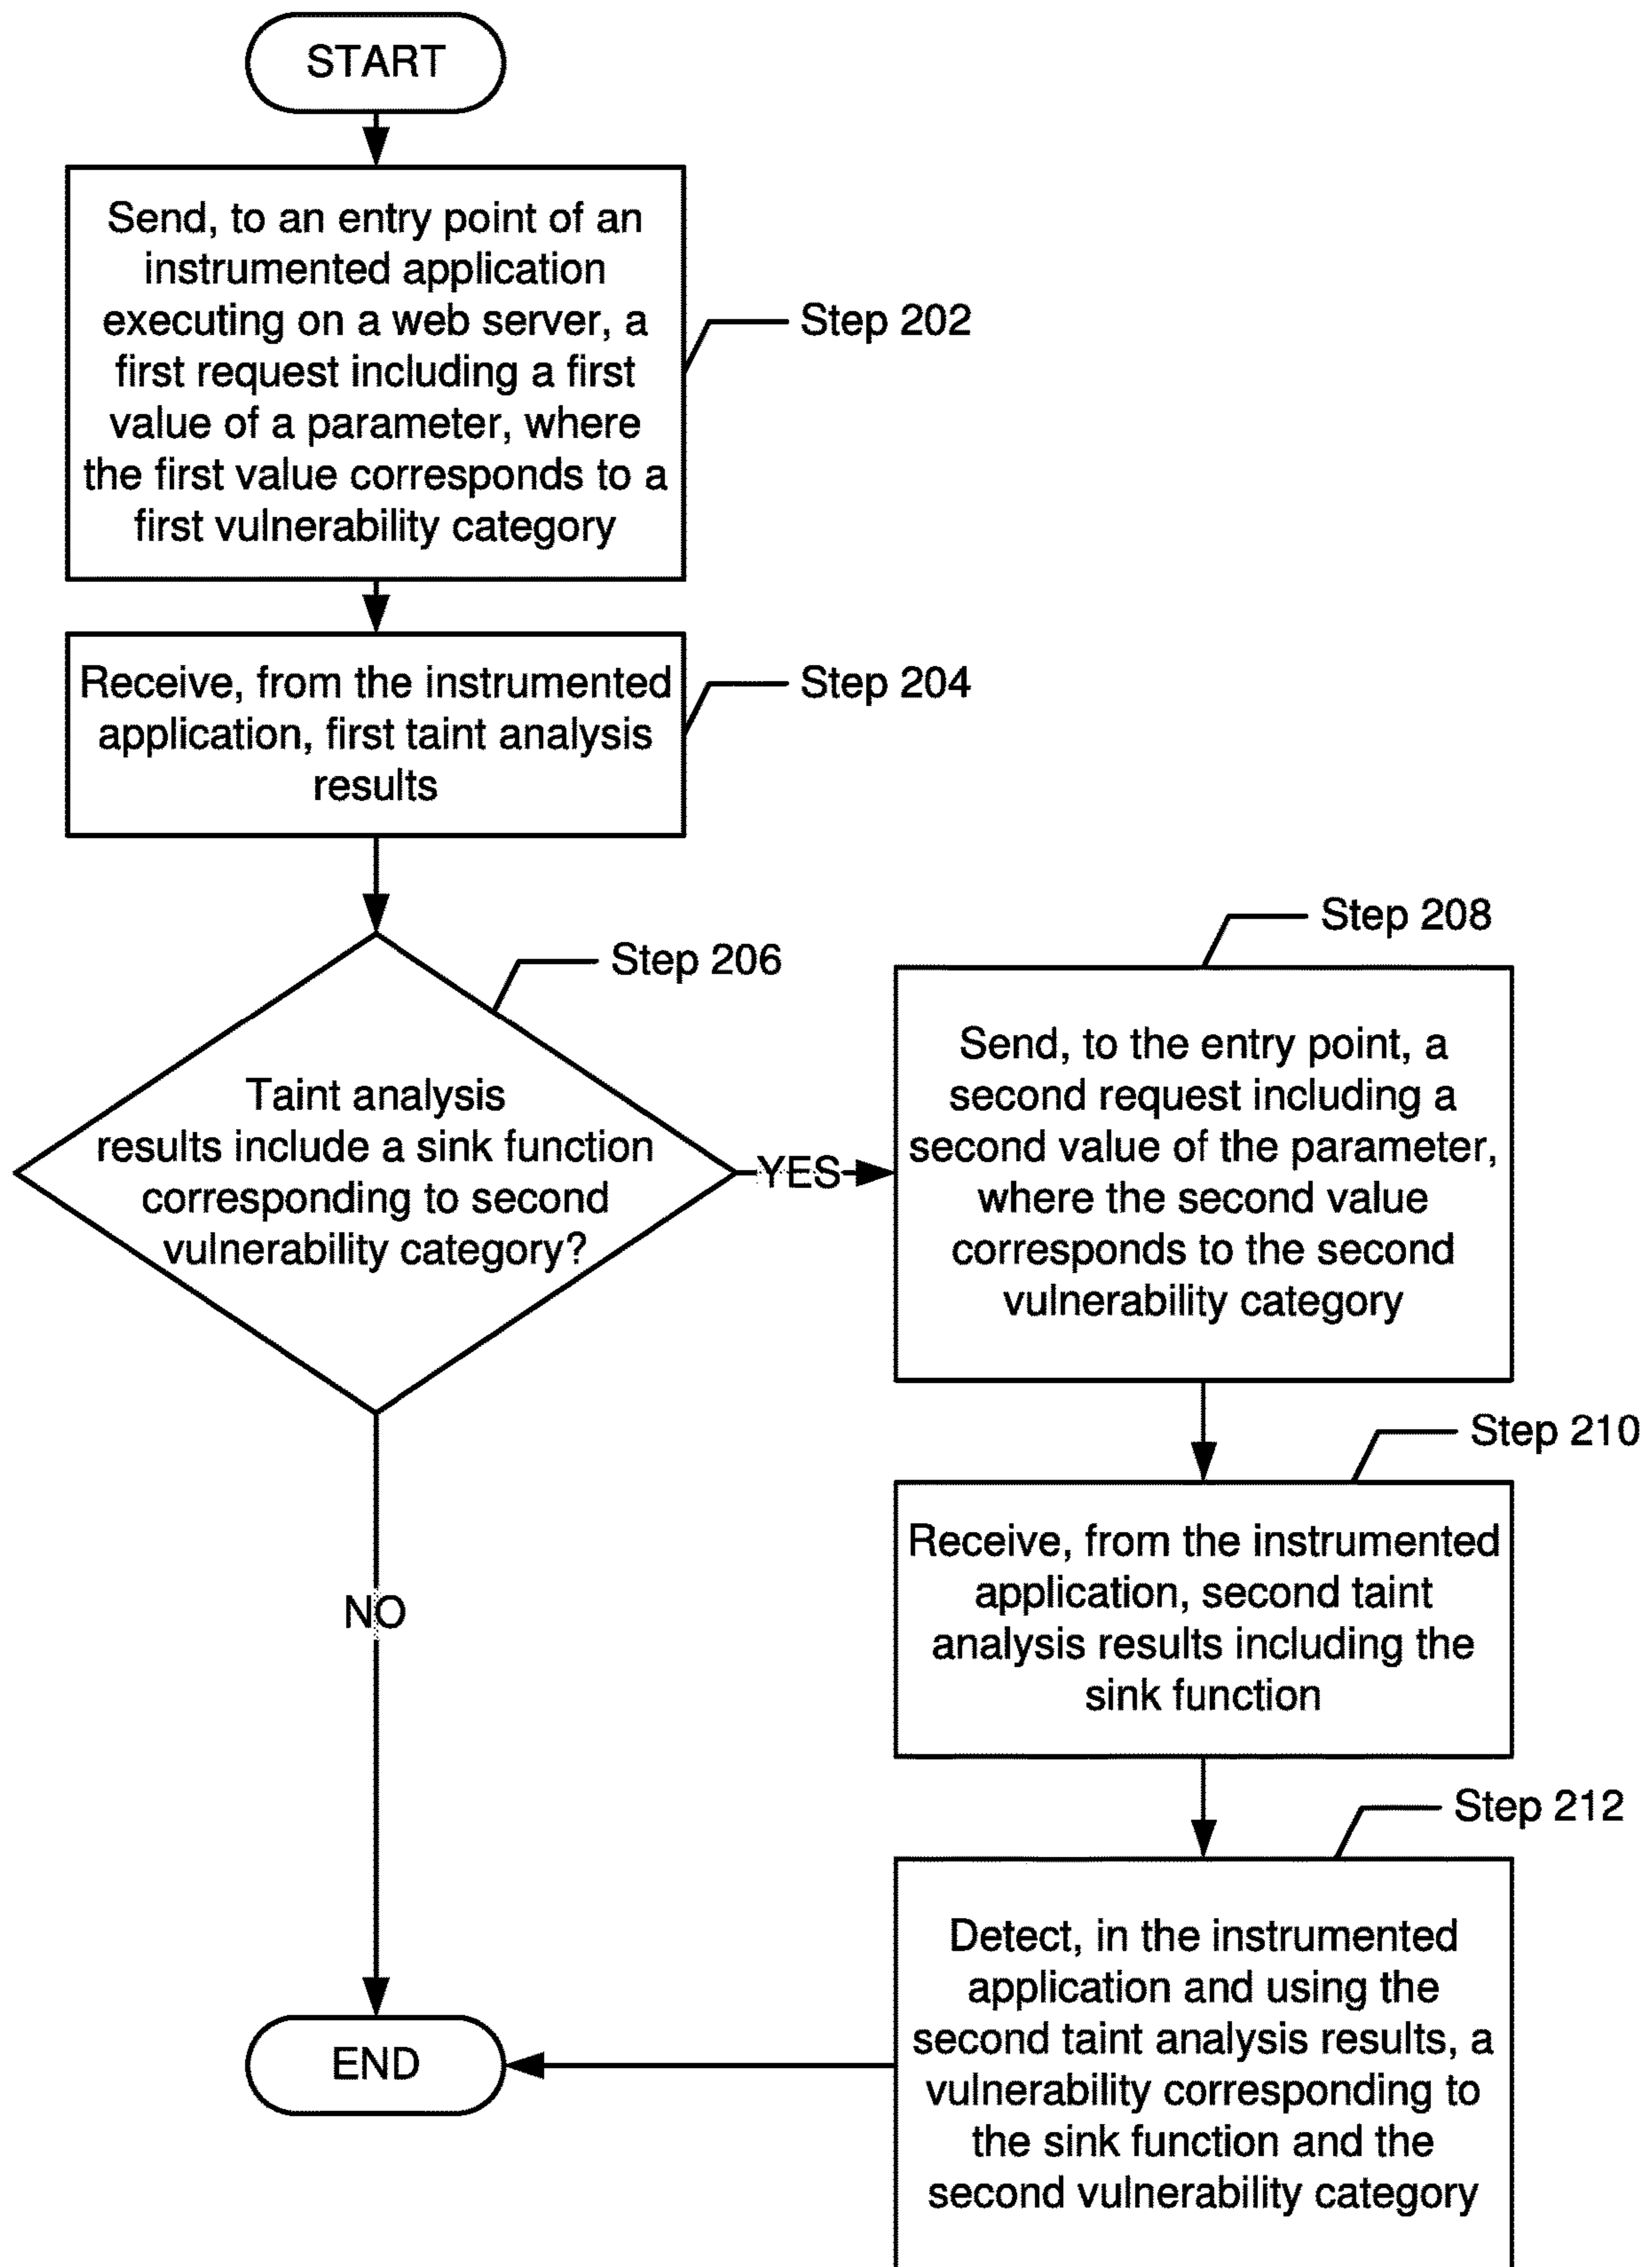 START
Send, to an entry point of an
instrumented application
executing on a web server, a
first request including a first
value of a parameter, where
the first value corresponds to a
first vulnerability category
Step 202
Receive, from the instrumented
application, first taint analysis
results
Step 204
Taint analysis
results include a sink function
corresponding to second
vulnerability category?
Step 206
YES
NO
Step 208
Send, to the entry point, a
second request including a
second value of the parameter,
where the second value
corresponds to the second
vulnerability category
Step 210
Receive, from the instrumented
application, second taint
analysis results including the
sink function
Step 212
Detect, in the instrumented
application and using the
second taint analysis results, a
vulnerability corresponding to
the sink function and the
second vulnerability category
END